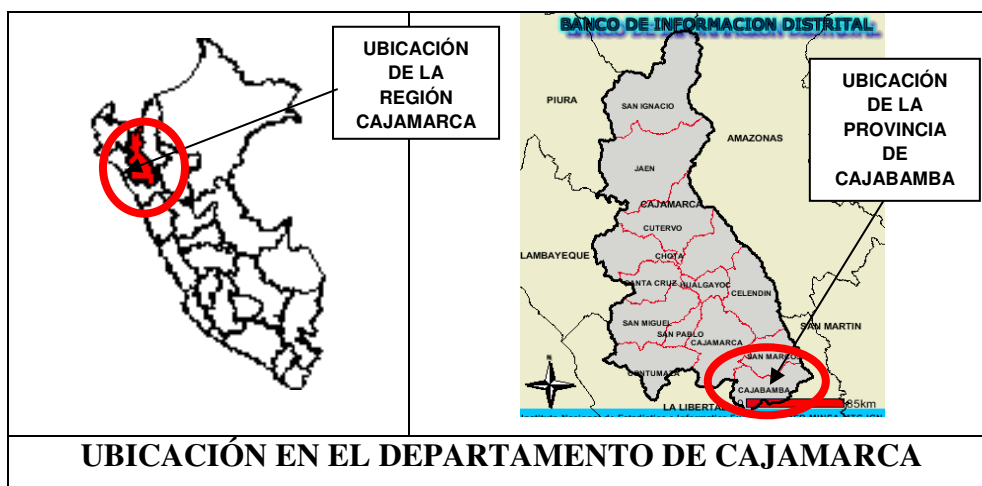 UBICACIÓN
DE LA
REGIÓN
CAJAMARCA
BANCO DE INFORMACION DISTRITAL
UBICACIÓN
DE LA
PROVINCIA
DE
CAJABAMBA
PIURA
SAN IGNACIO
AMAZONAS
JAEN
CAJAMARCA
CUTERVO
LAMBAYEQUE
CHOTA
SANTA CRUZ
HUALGAYOC
CELENDIN
SAN MIGUEL
SAN PABLO
SAN MARTIN
CAJAMARCA
SAN MARCOS
CONTUMAZA
N
CAJABAMBA
LA LIBERTAD
0
85km
UBICACIÓN EN EL DEPARTAMENTO DE CAJAMARCA